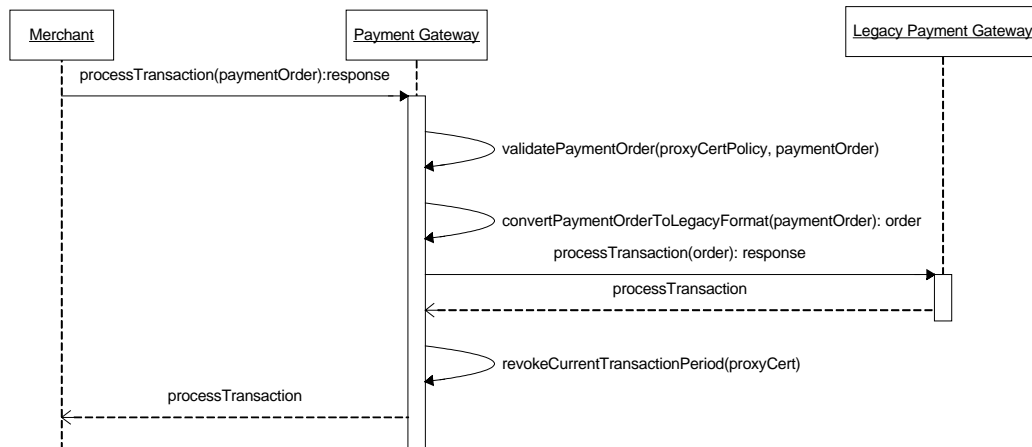 Merchant
Payment Gateway
Legacy Payment Gateway
processTransaction(paymentOrder):response
validatePaymentOrder(proxyCertPolicy, paymentOrder)
convertPaymentOrderToLegacyFormat(paymentOrder): order
processTransaction(order): response
processTransaction
revokeCurrentTransactionPeriod(proxyCert)
processTransaction